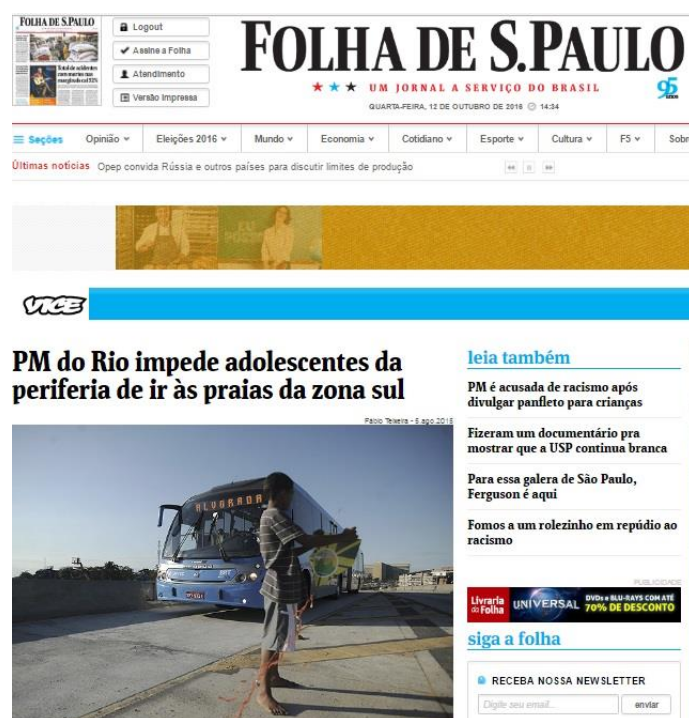 FOLHA DE S.PAULO
Logout
Assine a Folha
Atendimento
Versão Impressa
FOLHA DE S.PAULO
UM JORNAL A SERVIÇO DO BRASIL
95
QUARTA-FEIRA, 12 DE OUTUBRO DE 2016 14:34
Seções Opinião Eleições 2016 Mundo Economia Cotidiano Esporte Cultura F5 Sobre
Últimas notícias Opep convida Rússia e outros países para discutir limites de produção
VICE
PM do Rio impede adolescentes da
periferia de ir às praias da zona sul
Fabio Teixeira - 5.ago.2015
ALVORADA
leia também
PM é acusada de racismo após
divulgar panfleto para crianças
Fizeram um documentário pra
mostrar que a USP continua branca
Para essa galera de São Paulo,
Ferguson é aqui
Fomos a um rolezinho em repúdio ao
racismo
PUBLICIDADE
Livraria
da Folha
UNIVERSAL
DVDs e BLU-RAYS COM ATÉ
70% DE DESCONTO
siga a folha
RECEBA NOSSA NEWSLETTER
Digite seu email... enviar